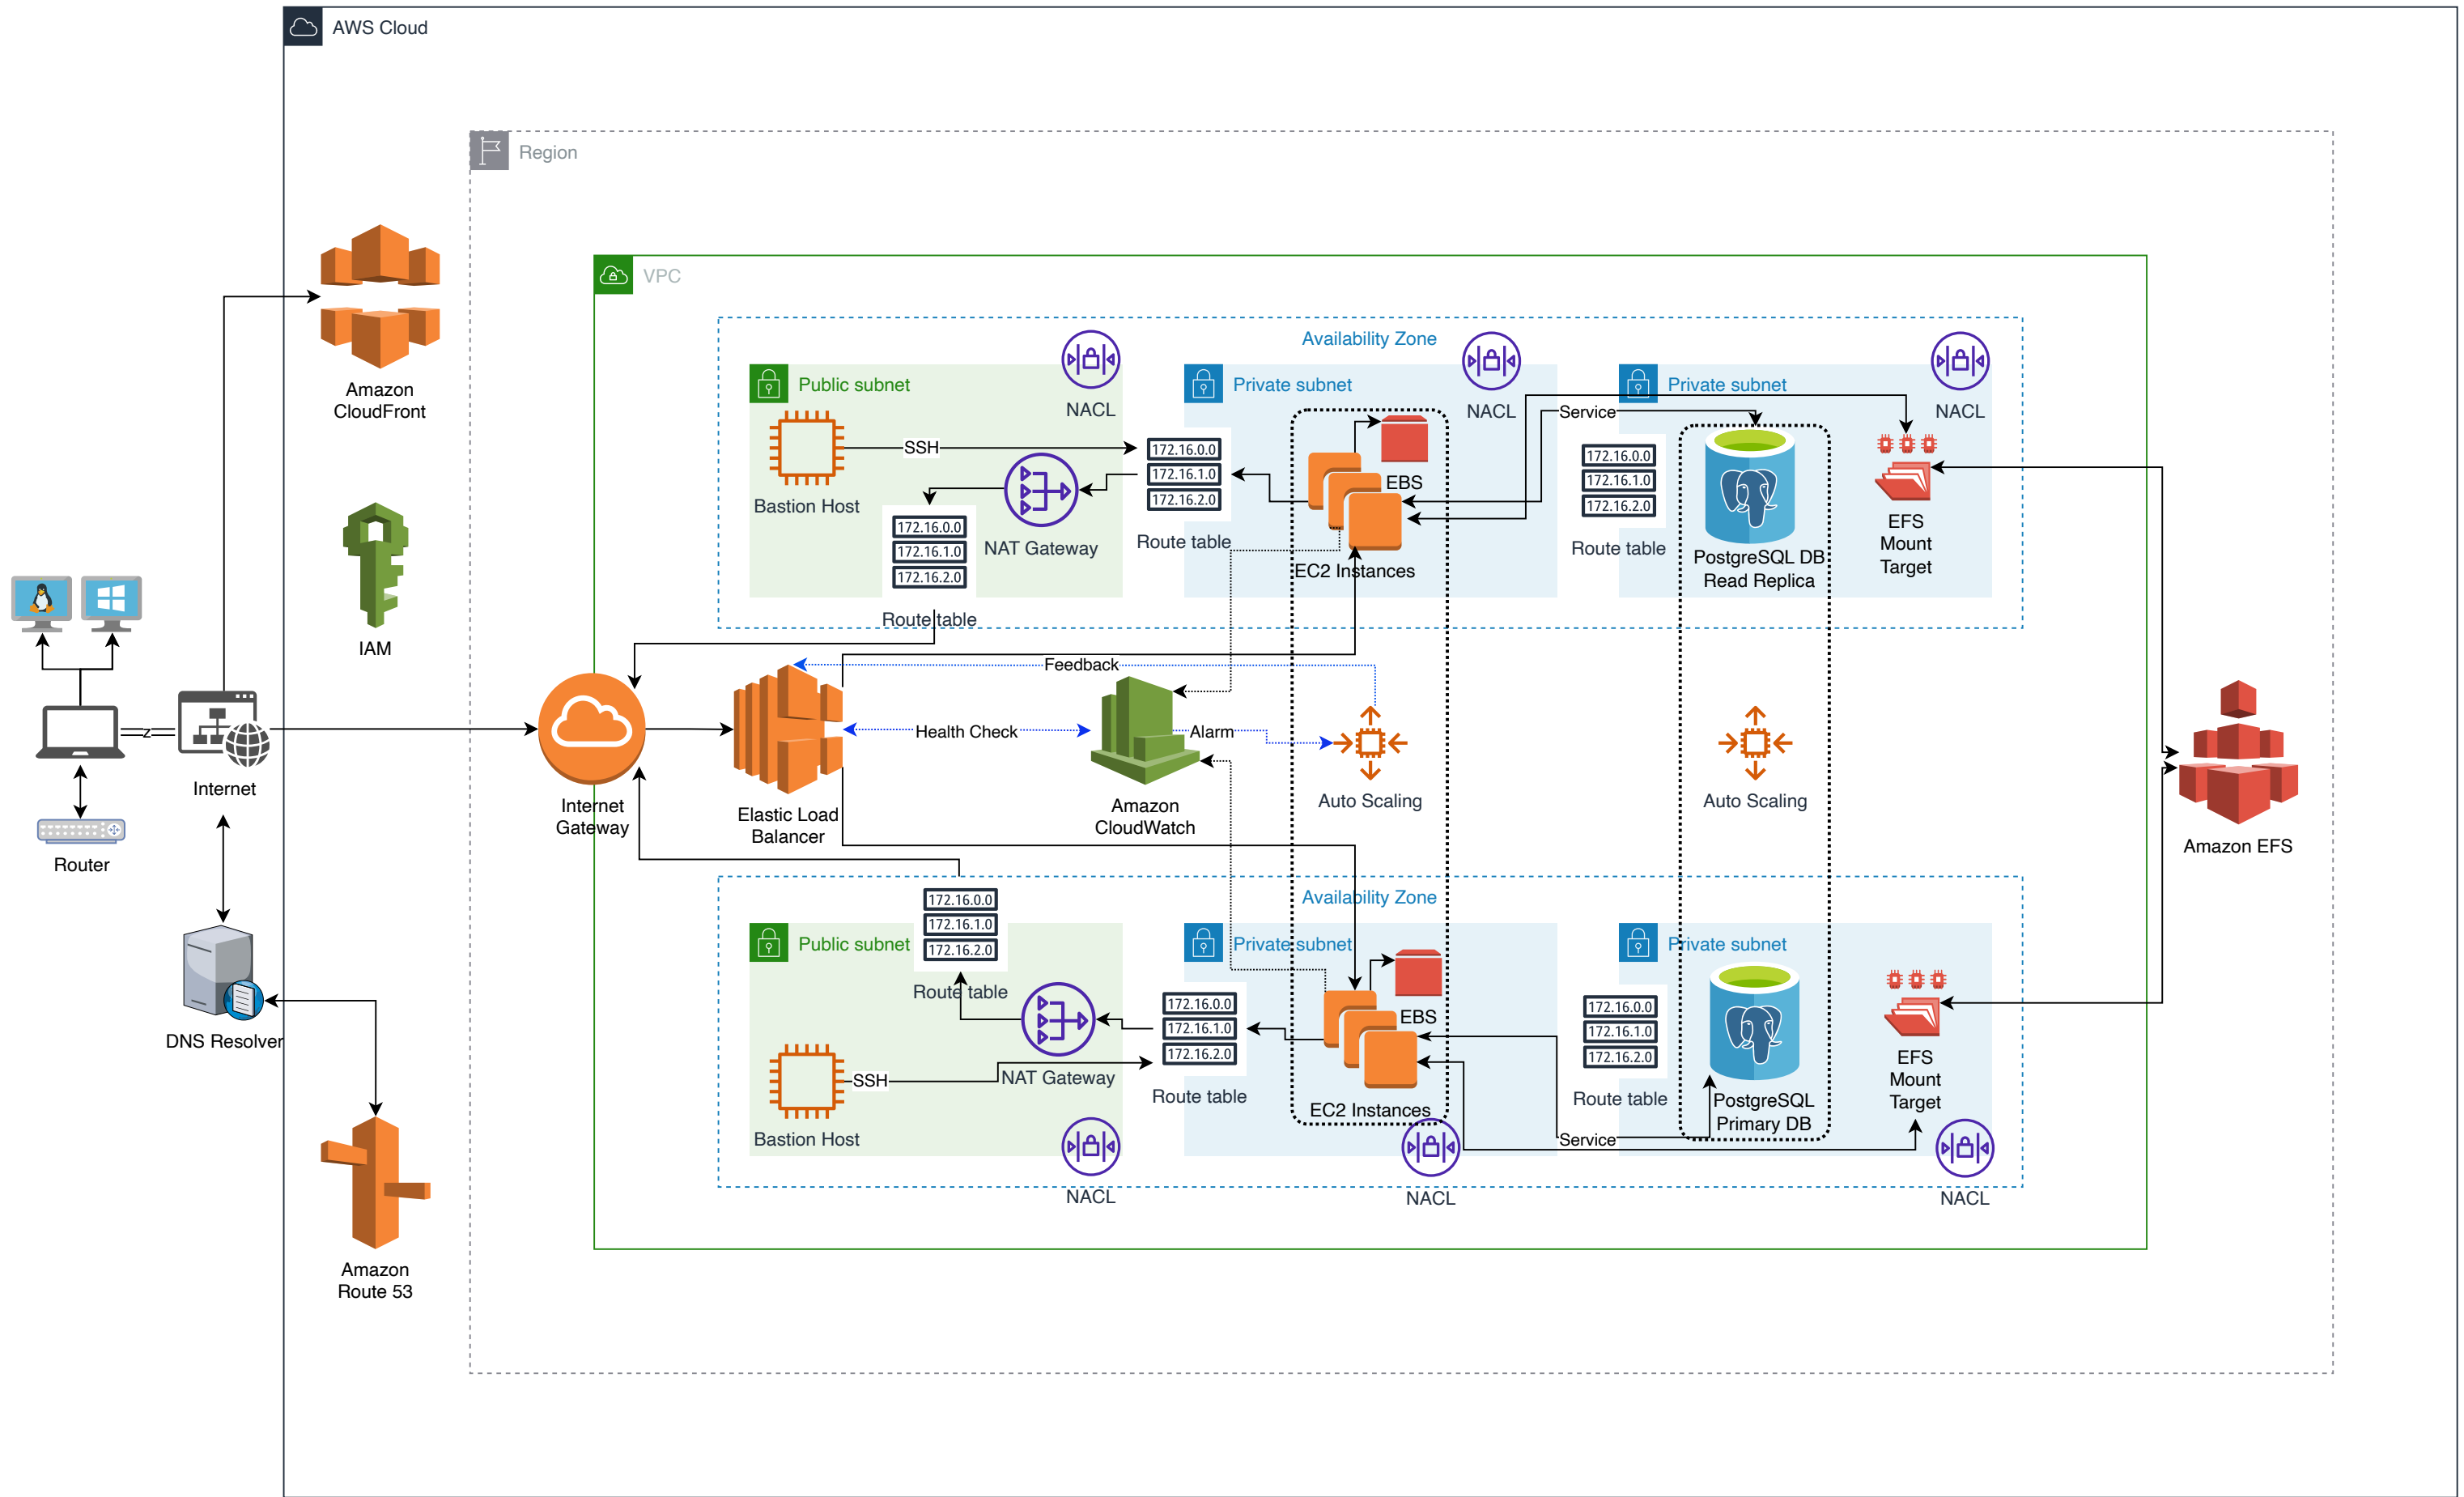 AWS Cloud
Region
VPC
Amazon
CloudFront
IAM
Router
z
Internet
DNS Resolver
Amazon
Route 53
Internet
Gateway
Availability Zone
Public subnet
NACL
Bastion Host
SSH
NAT Gateway
172.16.0.0
172.16.1.0
172.16.2.0
Route table
Private subnet
NACL
172.16.0.0
172.16.1.0
172.16.2.0
Route table
EBS
EC2 Instances
Service
Private subnet
NACL
172.16.0.0
172.16.1.0
172.16.2.0
Route table
PostgreSQL DB
Read Replica
EFS
Mount
Target
Elastic Load
Balancer
Feedback
Health Check
Amazon
CloudWatch
Alarm
Auto Scaling
Auto Scaling
Amazon EFS
Availability Zone
Public subnet
172.16.0.0
172.16.1.0
172.16.2.0
Route table
NAT Gateway
SSH
Bastion Host
NACL
Private subnet
172.16.0.0
172.16.1.0
172.16.2.0
Route table
EBS
EC2 Instances
NACL
Service
Private subnet
172.16.0.0
172.16.1.0
172.16.2.0
Route table
PostgreSQL
Primary DB
EFS
Mount
Target
NACL